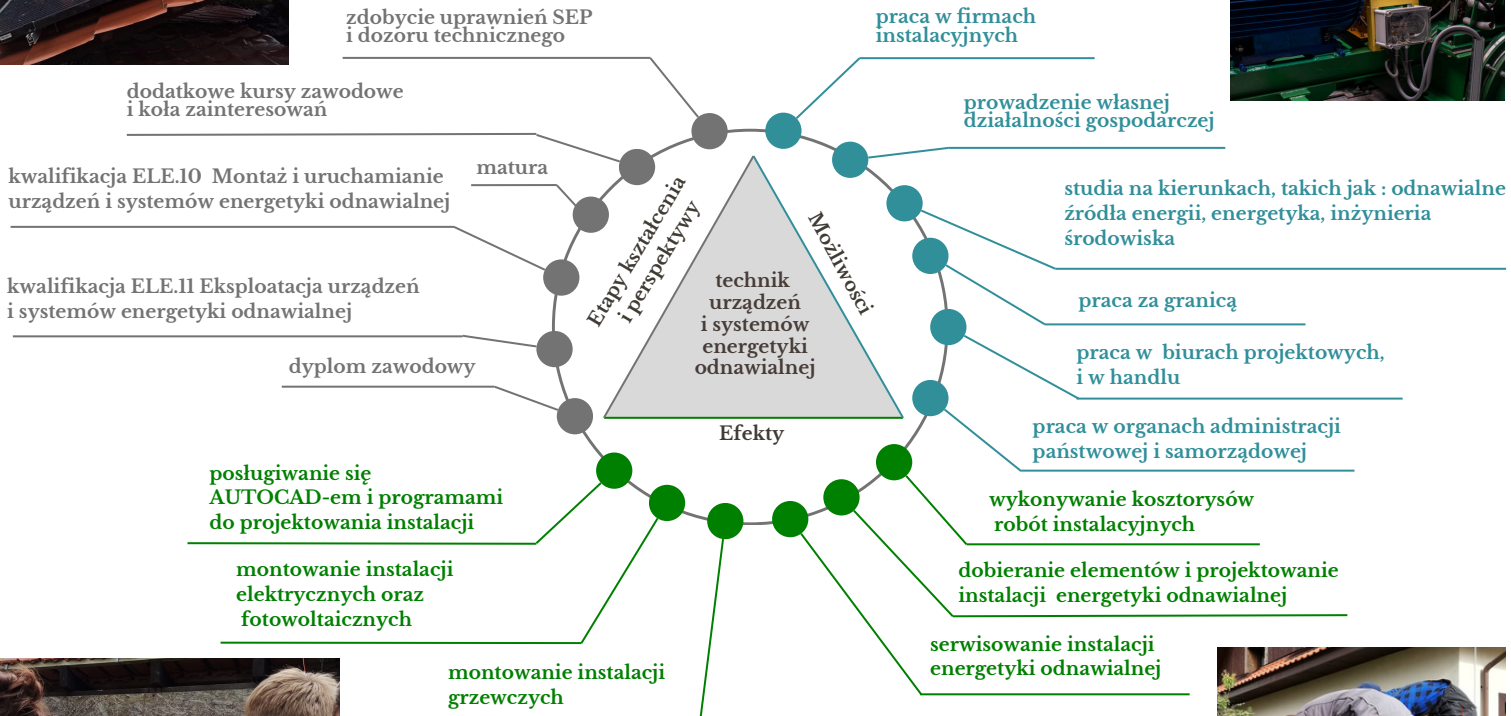 zdobycie uprawnień SEP
i dozoru technicznego
dodatkowe kursy zawodowe
i koła zainteresowań
matura
kwalifikacja ELE.10 Montaż i uruchamianie
urządzeń i systemów energetyki odnawialnej
kwalifikacja ELE.11 Eksploatacja urządzeń
i systemów energetyki odnawialnej
dyplom zawodowy
Etapy kształcenia
i perspektywy
technik
urządzeń
i systemów
energetyki
odnawialnej
Możliwości
Efekty
praca w firmach
instalacyjnych
prowadzenie własnej
działalności gospodarczej
studia na kierunkach, takich jak : odnawialne
źródła energii, energetyka, inżynieria
środowiska
praca za granicą
praca w biurach projektowych,
i w handlu
praca w organach administracji
państwowej i samorządowej
posługiwanie się
AUTOCAD-em i programami
do projektowania instalacji
montowanie instalacji
elektrycznych oraz
fotowoltaicznych
montowanie instalacji
grzewczych
wykonywanie kosztorysów
robót instalacyjnych
dobieranie elementów i projektowanie
instalacji energetyki odnawialnej
serwisowanie instalacji
energetyki odnawialnej